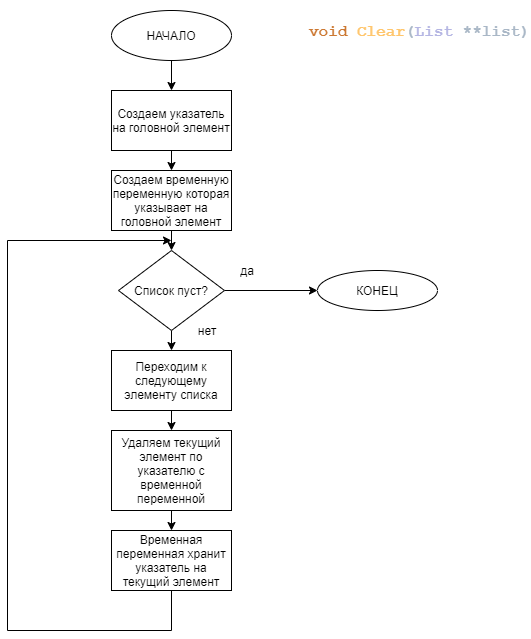 НАЧАЛО
void Clear(List **list)
Создаем указатель
на головной элемент
Создаем временную
переменную которая
указывает на
головной элемент
Список пуст?
да
КОНЕЦ
нет
Переходим к
следующему
элементу списка
Удаляем текущий
элемент по
указателю с
временной
переменной
Временная
переменная хранит
указатель на
текущий элемент